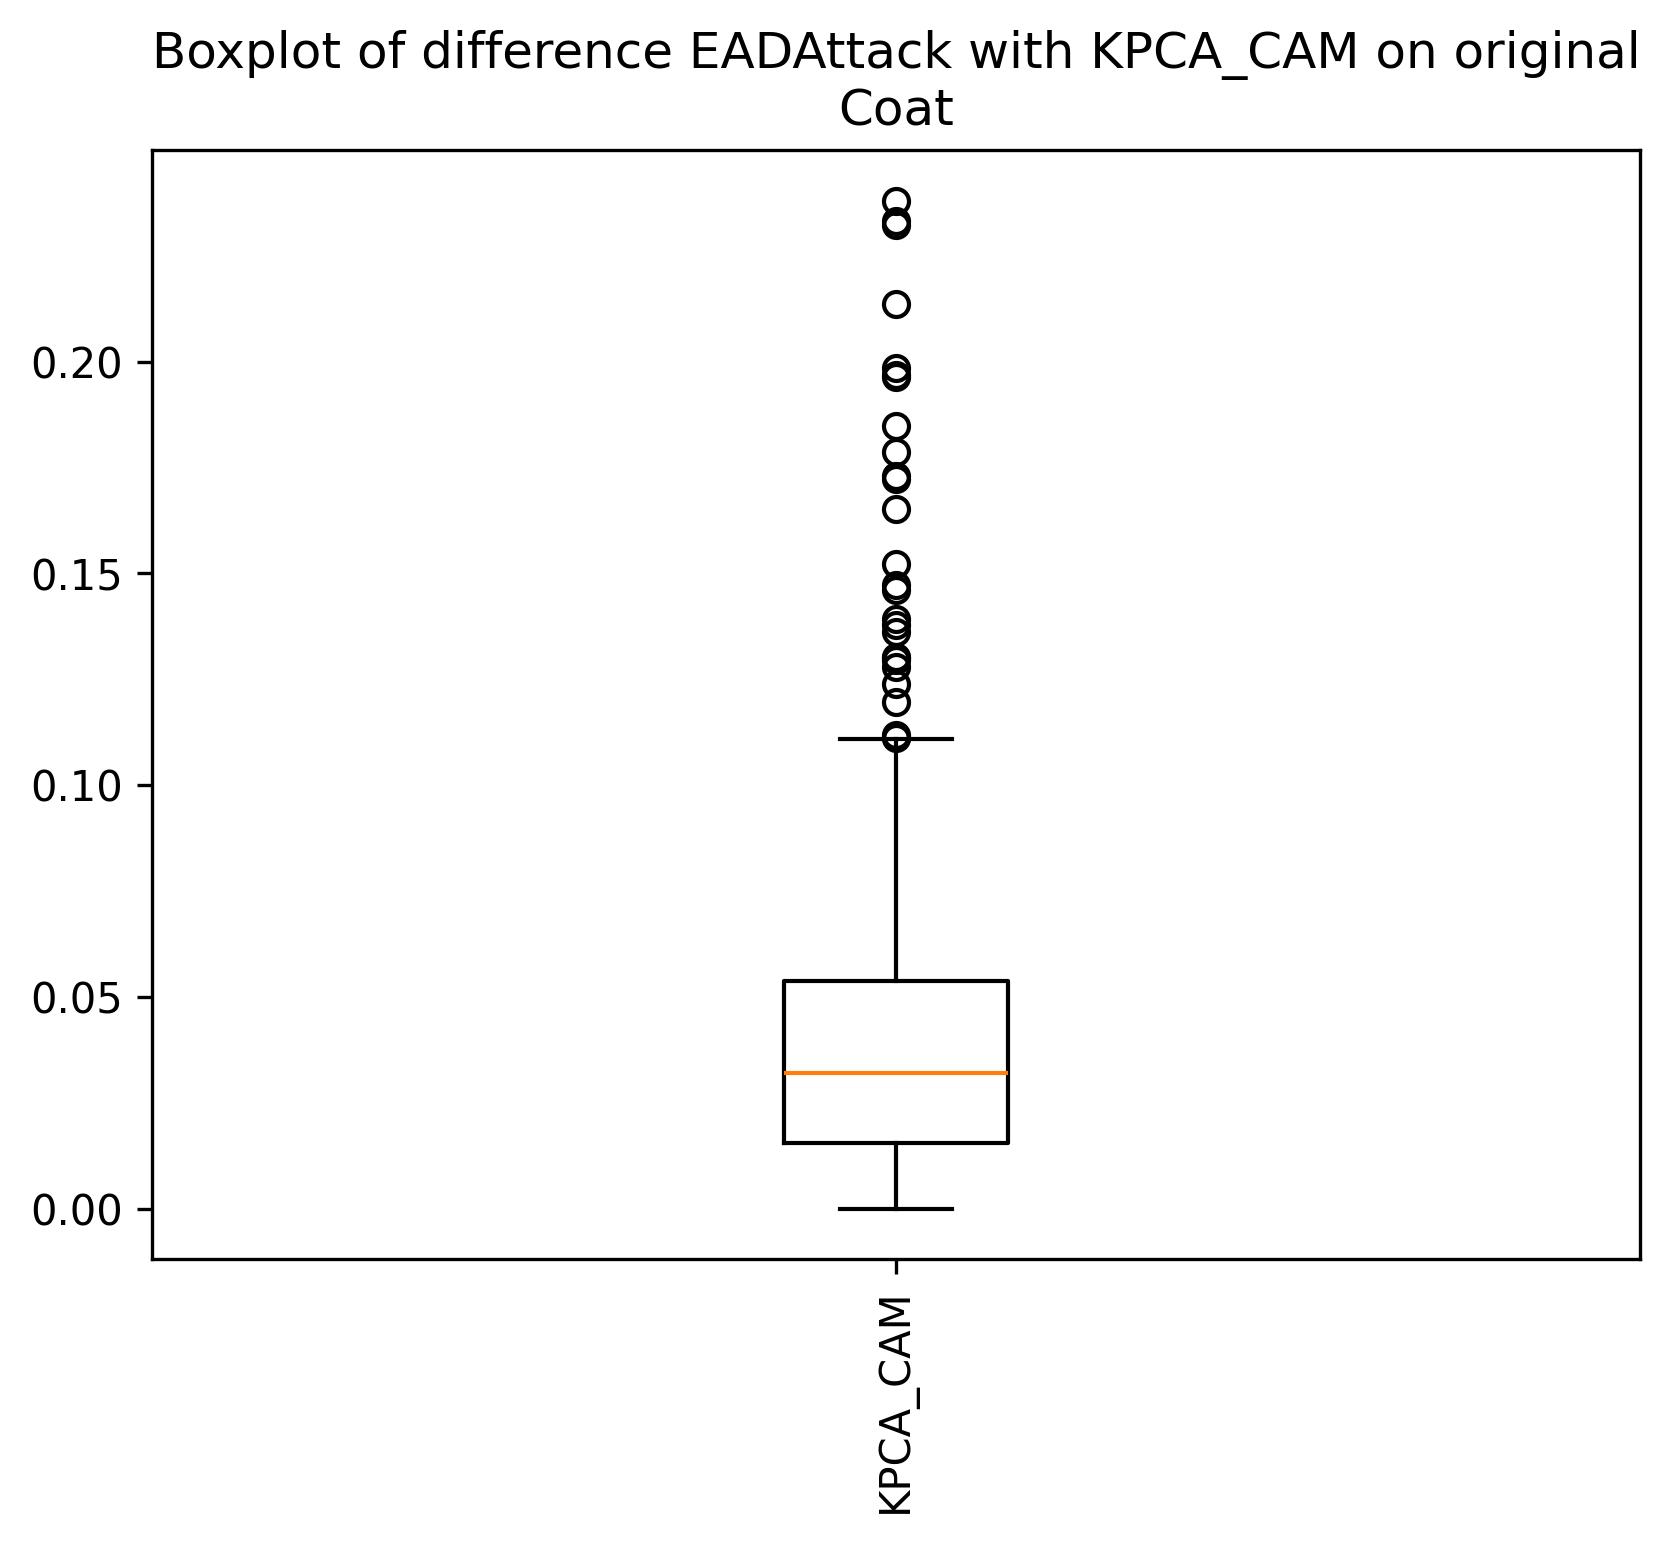 Boxplot of difference EADAttack with KPCA_CAM on original
Coat
0.20
0.15
0.10
0.05
0.00
KPCA_CAM